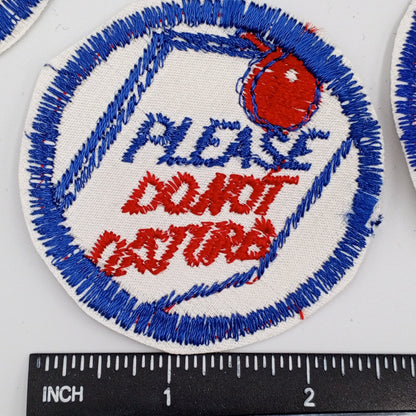 PLEASE
DO NOT
DISTURB
INCH 1 2